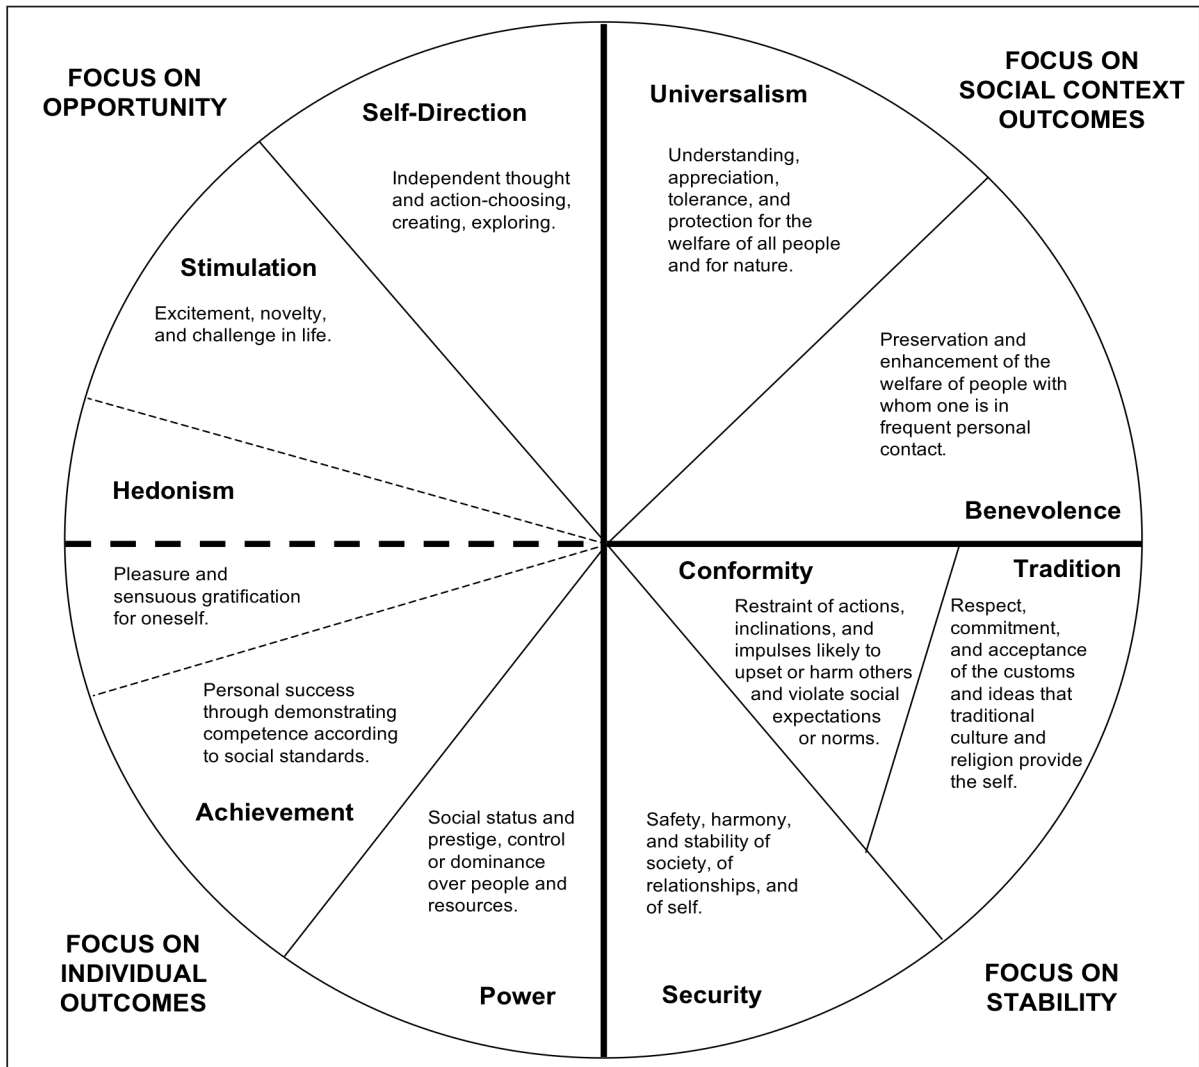 FOCUS ON
OPPORTUNITY
Self-Direction
Independent thought
and action-choosing,
creating, exploring.
Universalism
Understanding,
appreciation,
tolerance, and
protection for the
welfare of all people
and for nature.
FOCUS ON
SOCIAL CONTEXT
OUTCOMES
Stimulation
Excitement, novelty,
and challenge in life.
Preservation and
enhancement of the
welfare of people with
whom one is in
frequent personal
contact.
Benevolence
Hedonism
Pleasure and
sensuous gratification
for oneself.
Conformity
Restraint of actions,
inclinations, and
impulses likely to
upset or harm others
and violate social
expectations
or norms.
Tradition
Respect,
commitment,
and acceptance
of the customs
and ideas that
traditional
culture and
religion provide
the self.
Personal success
through demonstrating
competence according
to social standards.
Achievement
Social status and
prestige, control
or dominance
over people and
resources.
Power
Safety, harmony,
and stability of
society, of
relationships, and
of self.
Security
FOCUS ON
INDIVIDUAL
OUTCOMES
FOCUS ON
STABILITY